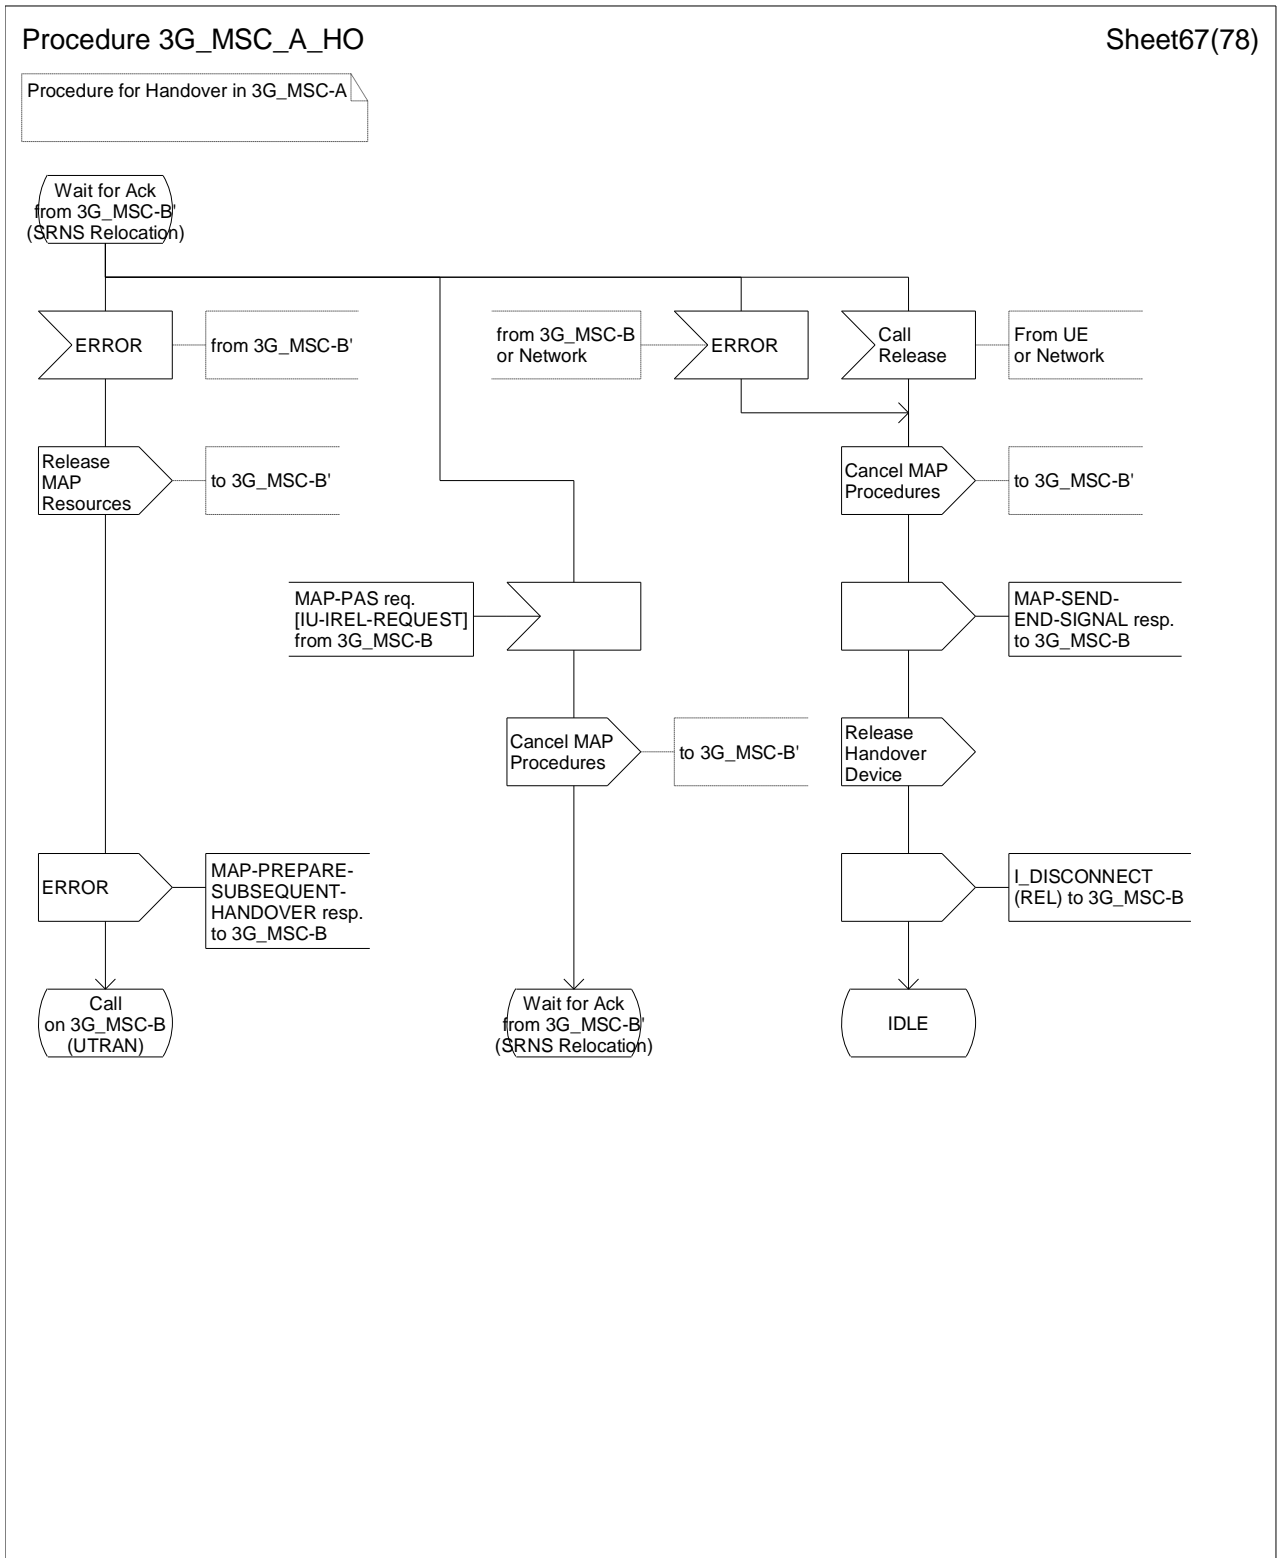 Procedure 3G_MSC_A_HO
Sheet67(78)
Procedure for Handover in 3G_MSC-A
Wait for Ack
from 3G_MSC-B'
(SRNS Relocation)
ERROR
from 3G_MSC-B'
from 3G_MSC-B
or Network
ERROR
Call
Release
From UE
or Network
Release
MAP
Resources
to 3G_MSC-B'
Cancel MAP
Procedures
to 3G_MSC-B'
MAP-PAS req.
[IU-IREL-REQUEST]
from 3G_MSC-B
MAP-SEND-
END-SIGNAL resp.
to 3G_MSC-B
Cancel MAP
Procedures
to 3G_MSC-B'
Release
Handover
Device
ERROR
MAP-PREPARE-
SUBSEQUENT-
HANDOVER resp.
to 3G_MSC-B
I_DISCONNECT
(REL) to 3G_MSC-B
Call
on 3G_MSC-B
(UTRAN)
Wait for Ack
from 3G_MSC-B'
(SRNS Relocation)
IDLE